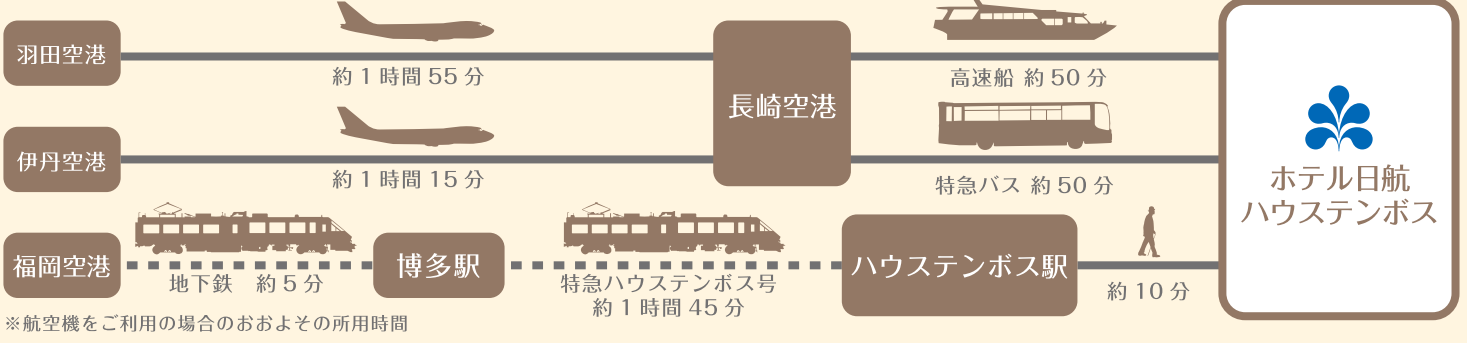 羽田空港
約1時間55分
長崎空港
高速船 約50分
伊丹空港
約1時間15分
特急バス 約50分
ホテル日航
ハウステンボス
福岡空港
地下鉄 約5分
博多駅
特急ハウステンボス号
約1時間45分
ハウステンボス駅
約10分
※航空機をご利用の場合のおおよその所用時間